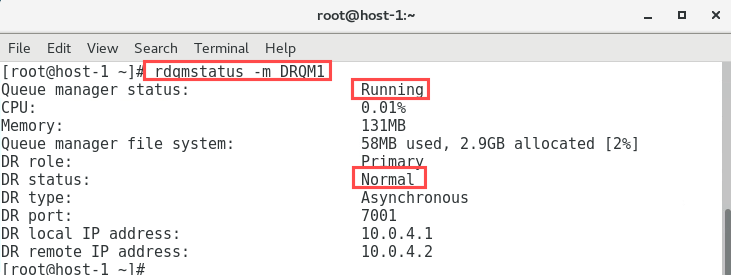 root@host-1:~
File Edit View Search Terminal Help
[root@host-1 ~]# rdqmstatus -m DRQM1
Queue manager status: Running
CPU: 0.01%
Memory: 131MB
Queue manager file system: 58MB used, 2.9GB allocated [2%]
DR role: Primary
DR status: Normal
DR type: Asynchronous
DR port: 7001
DR local IP address: 10.0.4.1
DR remote IP address: 10.0.4.2
[root@host-1 ~]#